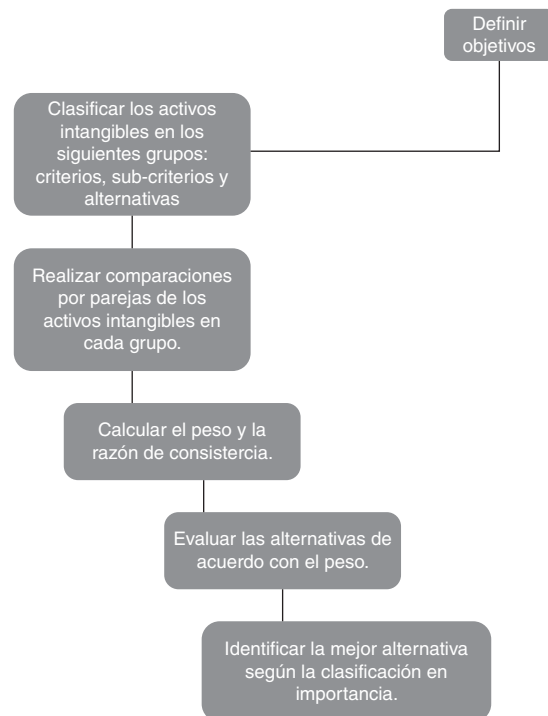 Definir
objetivos
Clasificar los activos
intangibles en los
siguientes grupos:
criterios, sub-criterios y
alternativas
Realizar comparaciones
por parejas de los
activos intangibles en
cada grupo.
Calcular el peso y la
razón de consistercia.
Evaluar las alternativas de
acuerdo con el peso.
Identificar la mejor alternativa
según la clasificación en
importancia.